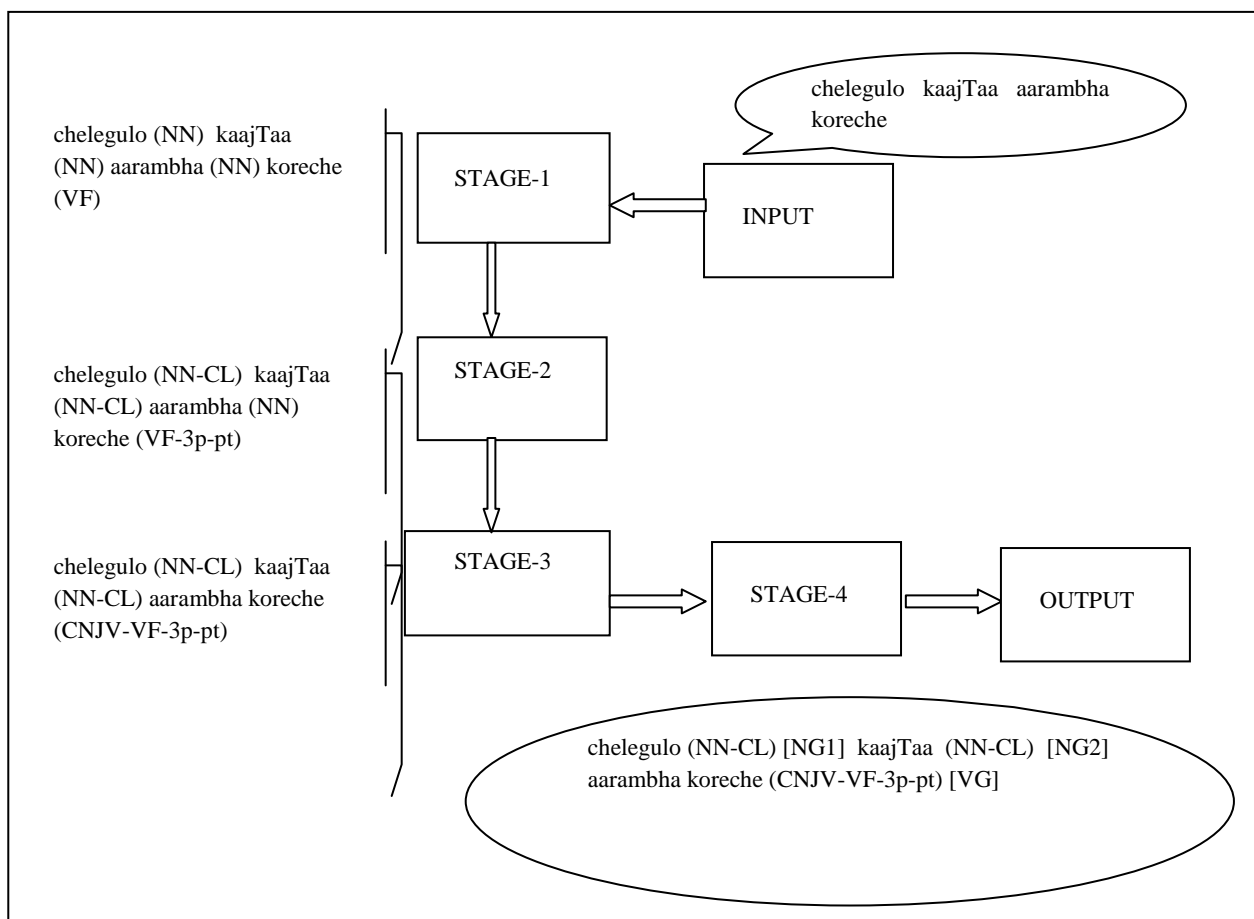 chelegulo kaajTaa aarambha
koreche
chelegulo (NN) kaajTaa
(NN) aarambha (NN) koreche
(VF)
STAGE-1
INPUT
chelegulo (NN-CL) kaajTaa
(NN-CL) aarambha (NN)
koreche (VF-3p-pt)
STAGE-2
chelegulo (NN-CL) kaajTaa
(NN-CL) aarambha koreche
(CNJV-VF-3p-pt)
STAGE-3
STAGE-4
OUTPUT
chelegulo (NN-CL) [NG1] kaajTaa (NN-CL) [NG2]
aarambha koreche (CNJV-VF-3p-pt) [VG]